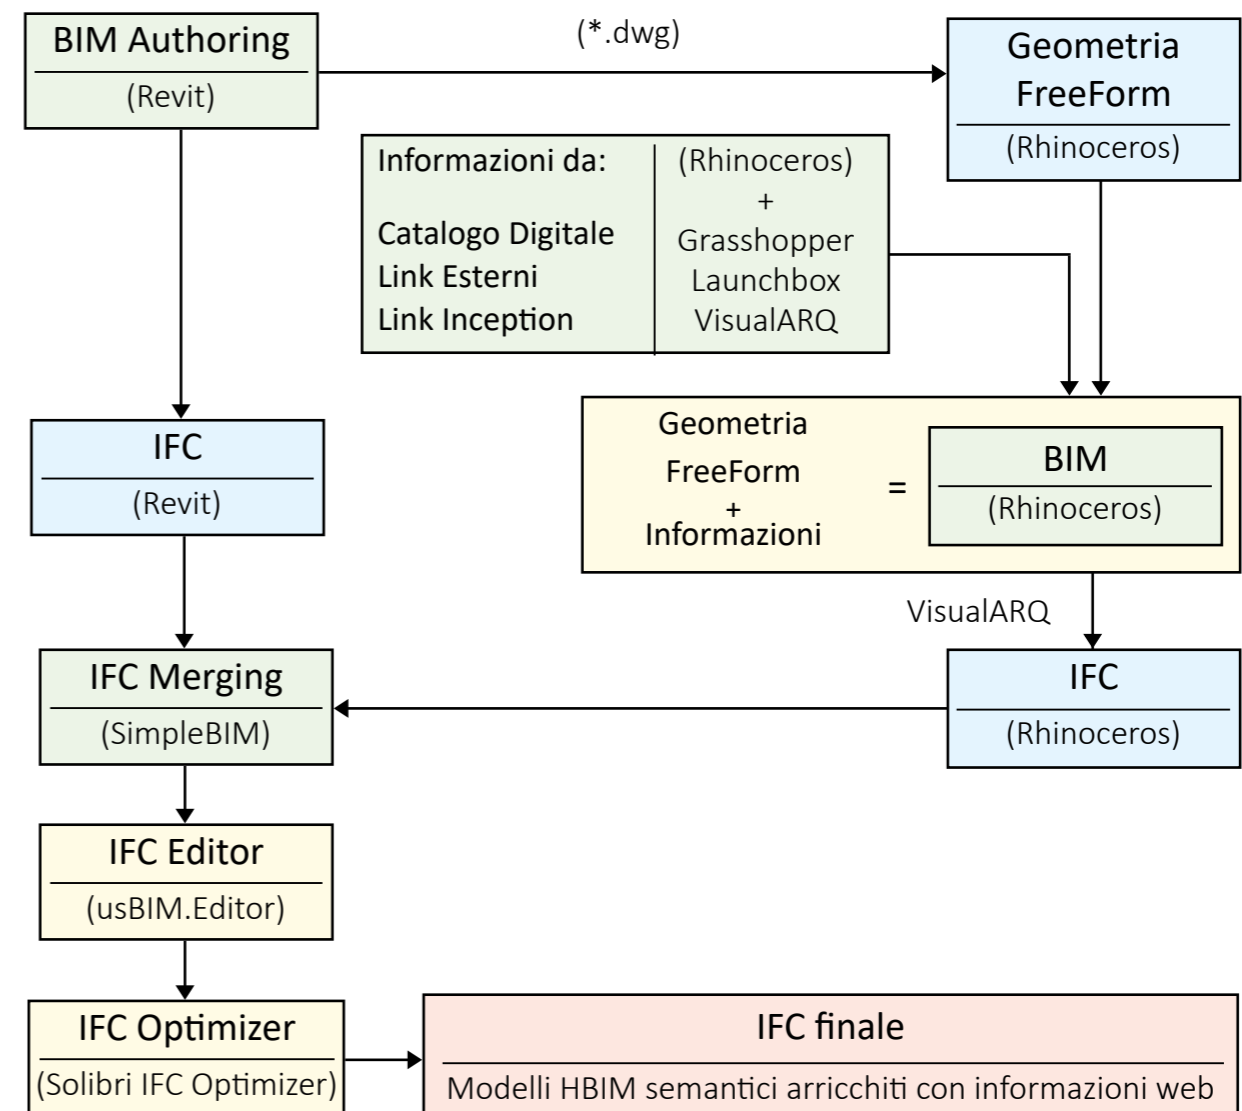 BIM Authoring
(Revit)
(*.dwg)
Geometria
FreeForm
(Rhinoceros)
Informazioni da:
Catalogo Digitale
Link Esterni
Link Inception
(Rhinoceros)
+
Grasshopper
Launchbox
VisualARQ
IFC
(Revit)
Geometria
FreeForm
+
Informazioni
=
BIM
(Rhinoceros)
VisualARQ
IFC Merging
(SimpleBIM)
IFC
(Rhinoceros)
IFC Editor
(usBIM.Editor)
IFC Optimizer
(Solibri IFC Optimizer)
IFC finale
Modelli HBIM semantici arricchiti con informazioni web